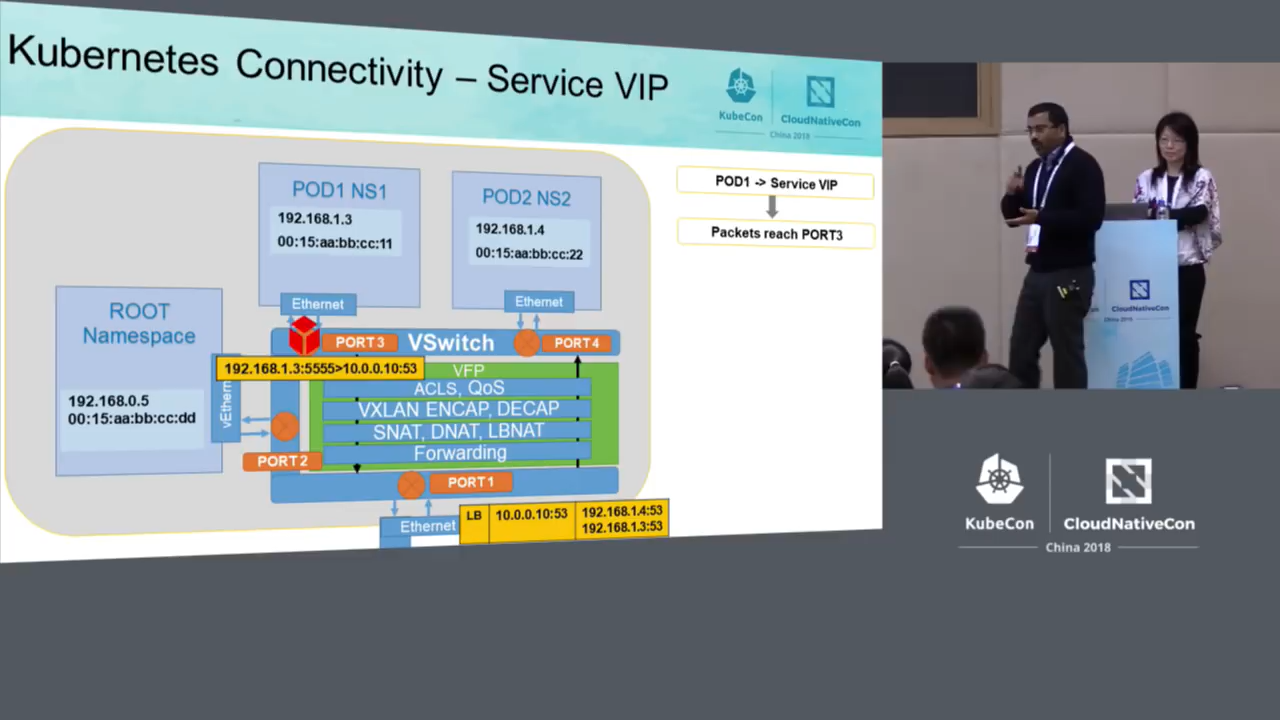 Kubernetes Connectivity – Service VIP
KubeCon
CloudNativeCon
China 2018
POD1 NS1
192.168.1.3
00:15:aa:bb:cc:11
Ethernet
POD2 NS2
192.168.1.4
00:15:aa:bb:cc:22
Ethernet
POD1 -> Service VIP
Packets reach PORT3
ROOT
Namespace
192.168.0.5
00:15:aa:bb:cc:dd
vEthern
PORT3
VSwitch
PORT4
192.168.1.3:5555>10.0.0.10:53
VFP
ACLS, QoS
VXLAN ENCAP, DECAP
SNAT, DNAT, LBNAT
Forwarding
PORT2
PORT1
Ethernet
LB
10.0.0.10:53
192.168.1.4:53
192.168.1.3:53
CloudNativeCon
China 2018
KubeCon
CloudNativeCon
China 2018